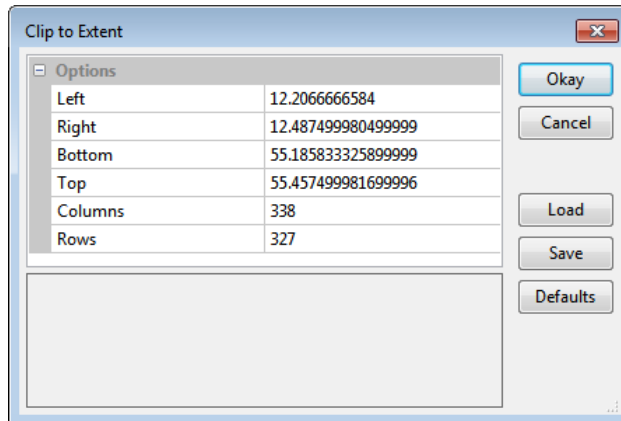 Clip to Extent
Options
Left 12.2066666584
Right 12.487499980499999
Bottom 55.185833325899999
Top 55.457499981699996
Columns 338
Rows 327
Okay
Cancel
Load
Save
Defaults